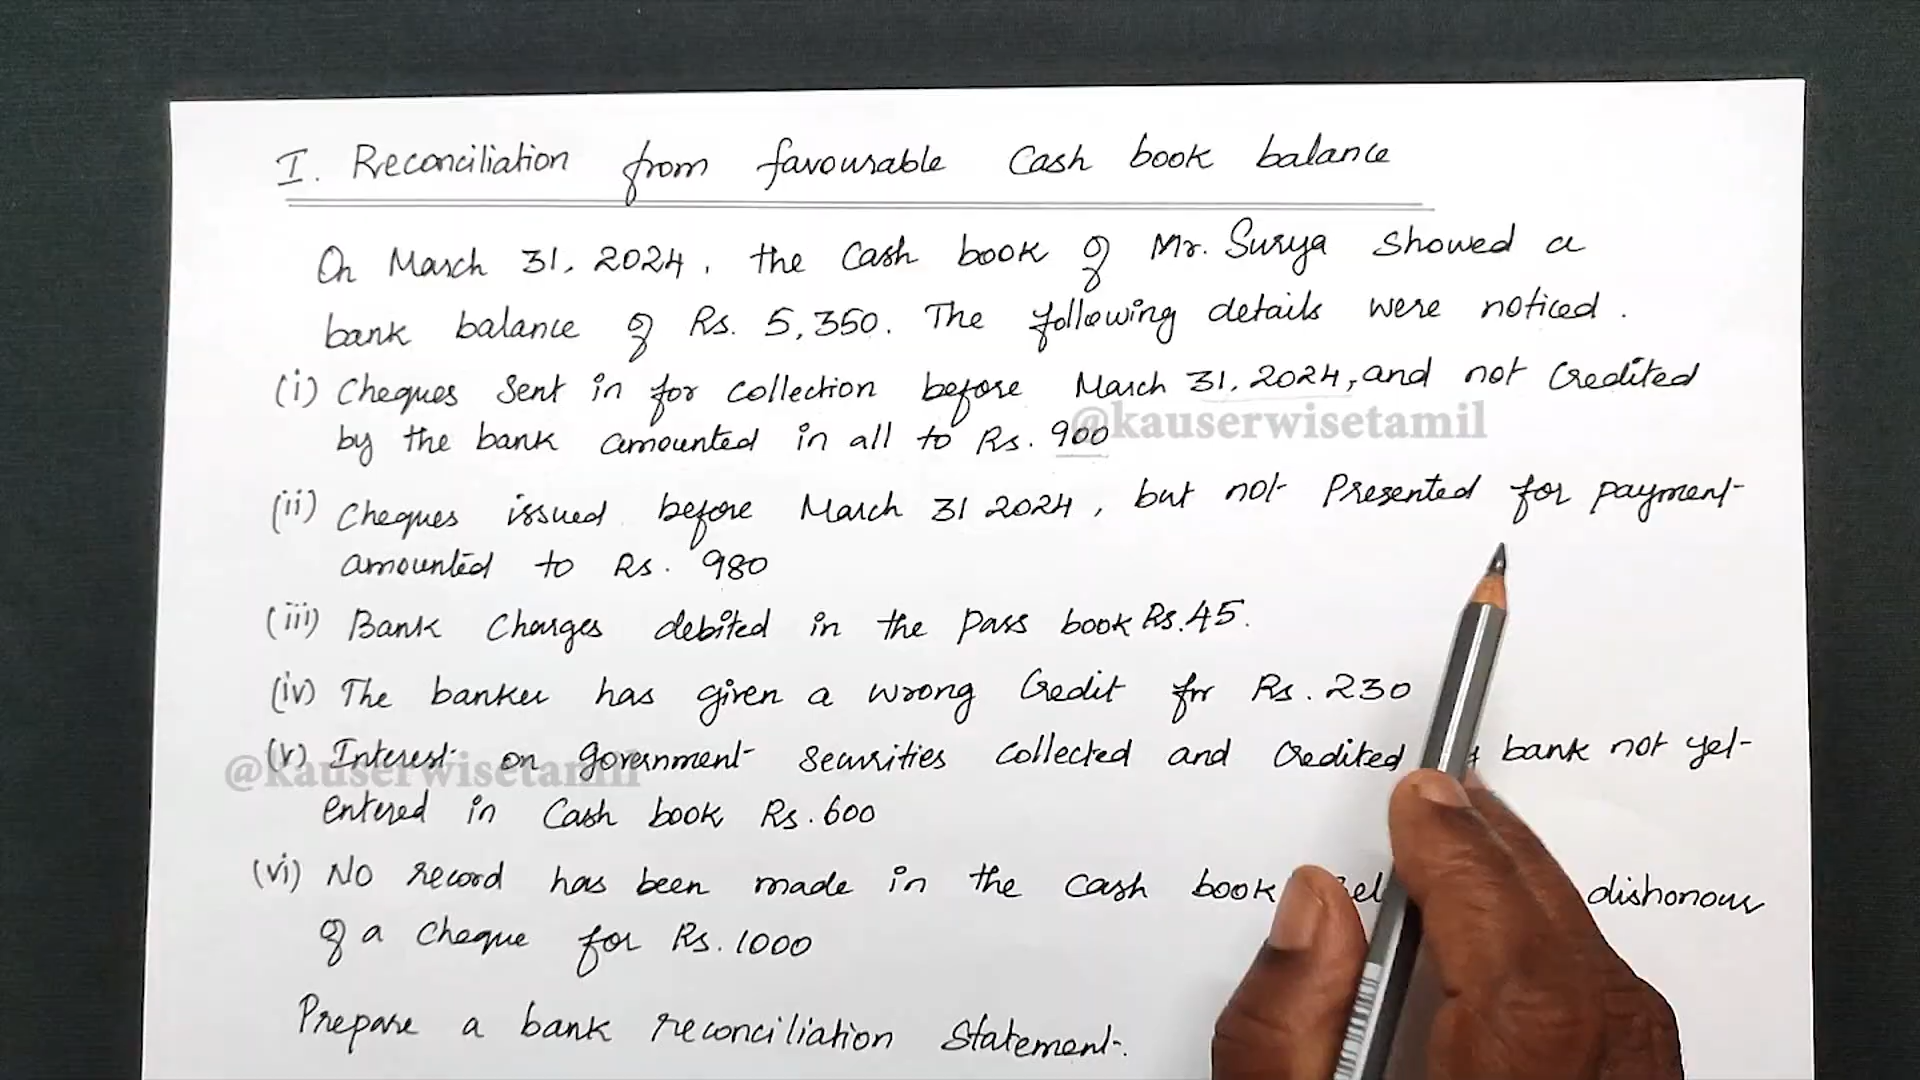 I. Reconciliation from favourable Cash book balance
On March 31, 2024, the Cash book of Mr. Surya Showed a
bank balance of Rs. 5,350. The following details were noticed.
(i) Cheques Sent in for collection before March 31, 2024, and not Credited
@kauserwisetamil
by the bank amounted in all to Rs. 900
(ii) Cheques issued before March 31 2024, but not Presented for payment
amounted to Rs. 980
(iii) Bank Charges debited in the pass book Rs. 45.
(iv) The banker has given a wrong Credit for Rs. 230
(v) Interest on government securities collected and credited bank not yet
@kauserwisetamil
entered in Cash book Rs. 600
(vi) No record has been made in the cash book dishonour
of a cheque for Rs. 1000
Prepare a bank reconciliation Statement.